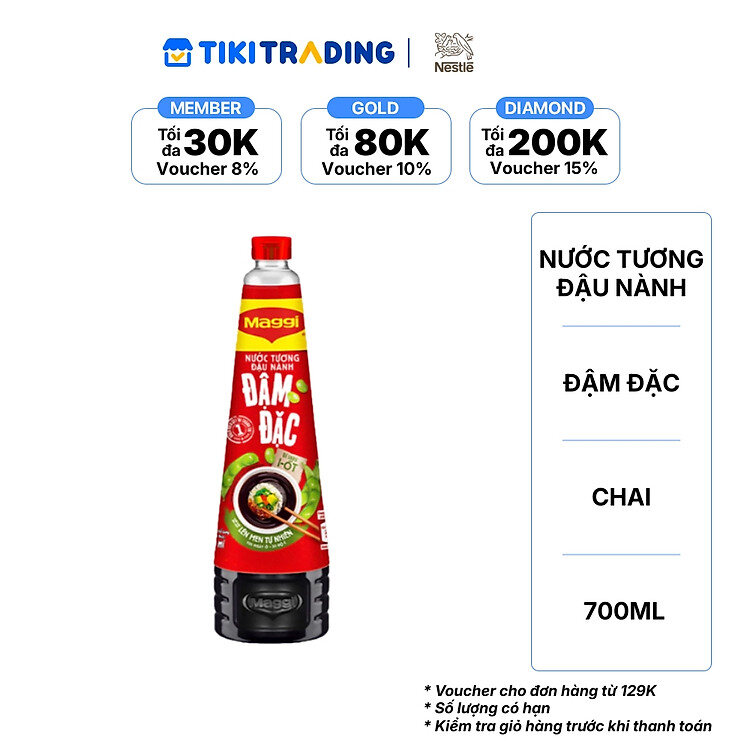 TIKITRADING
Nestlé
MEMBER
Tối đa 30K
Voucher 8%
GOLD
Tối đa 80K
Voucher 10%
DIAMOND
Tối đa 200K
Voucher 15%
Maggi
NƯỚC TƯƠNG
ĐẬU NÀNH
ĐẬM
ĐẶC
I-ỐT
LÊN MEN TỰ NHIÊN
Maggi
NƯỚC TƯƠNG
ĐẬU NÀNH
ĐẬM ĐẶC
CHAI
700ML
* Voucher cho đơn hàng từ 129K
* Số lượng có hạn
* Kiểm tra giỏ hàng trước khi thanh toán